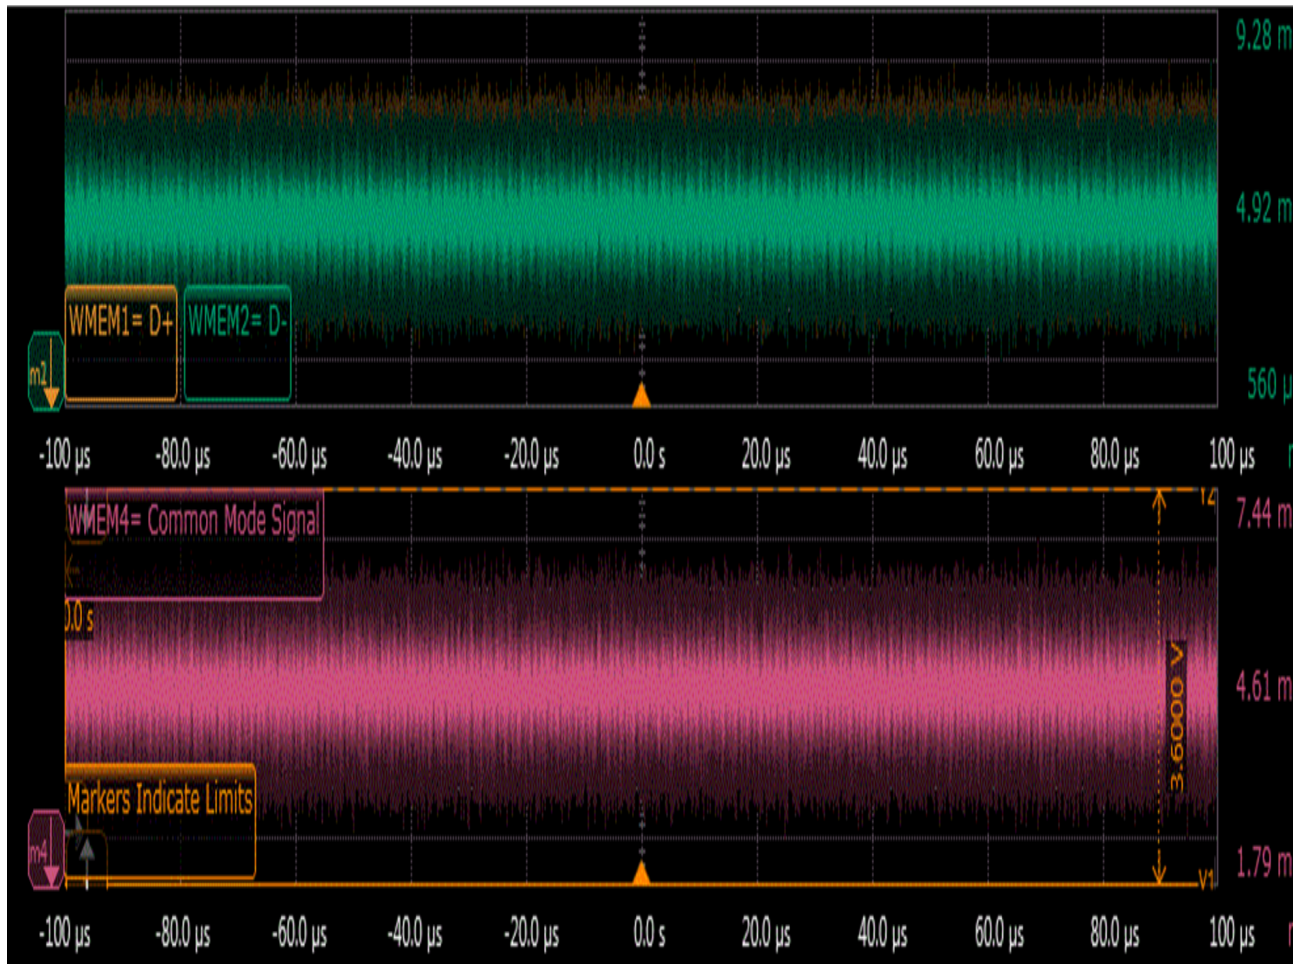 9.28 m
4.92 m
WMEM1= D+
WMEM2= D-
m2
560 µ
-100 µs -80.0 µs -60.0 µs -40.0 µs -20.0 µs 0.0 s 20.0 µs 40.0 µs 60.0 µs 80.0 µs 100 µs
Y2
7.44 m
WMEM4= Common Mode Signal
0.0 s
4.61 m
3.6000 V
Markers Indicate Limits
m4
1.79 m
Y1
-100 µs -80.0 µs -60.0 µs -40.0 µs -20.0 µs 0.0 s 20.0 µs 40.0 µs 60.0 µs 80.0 µs 100 µs